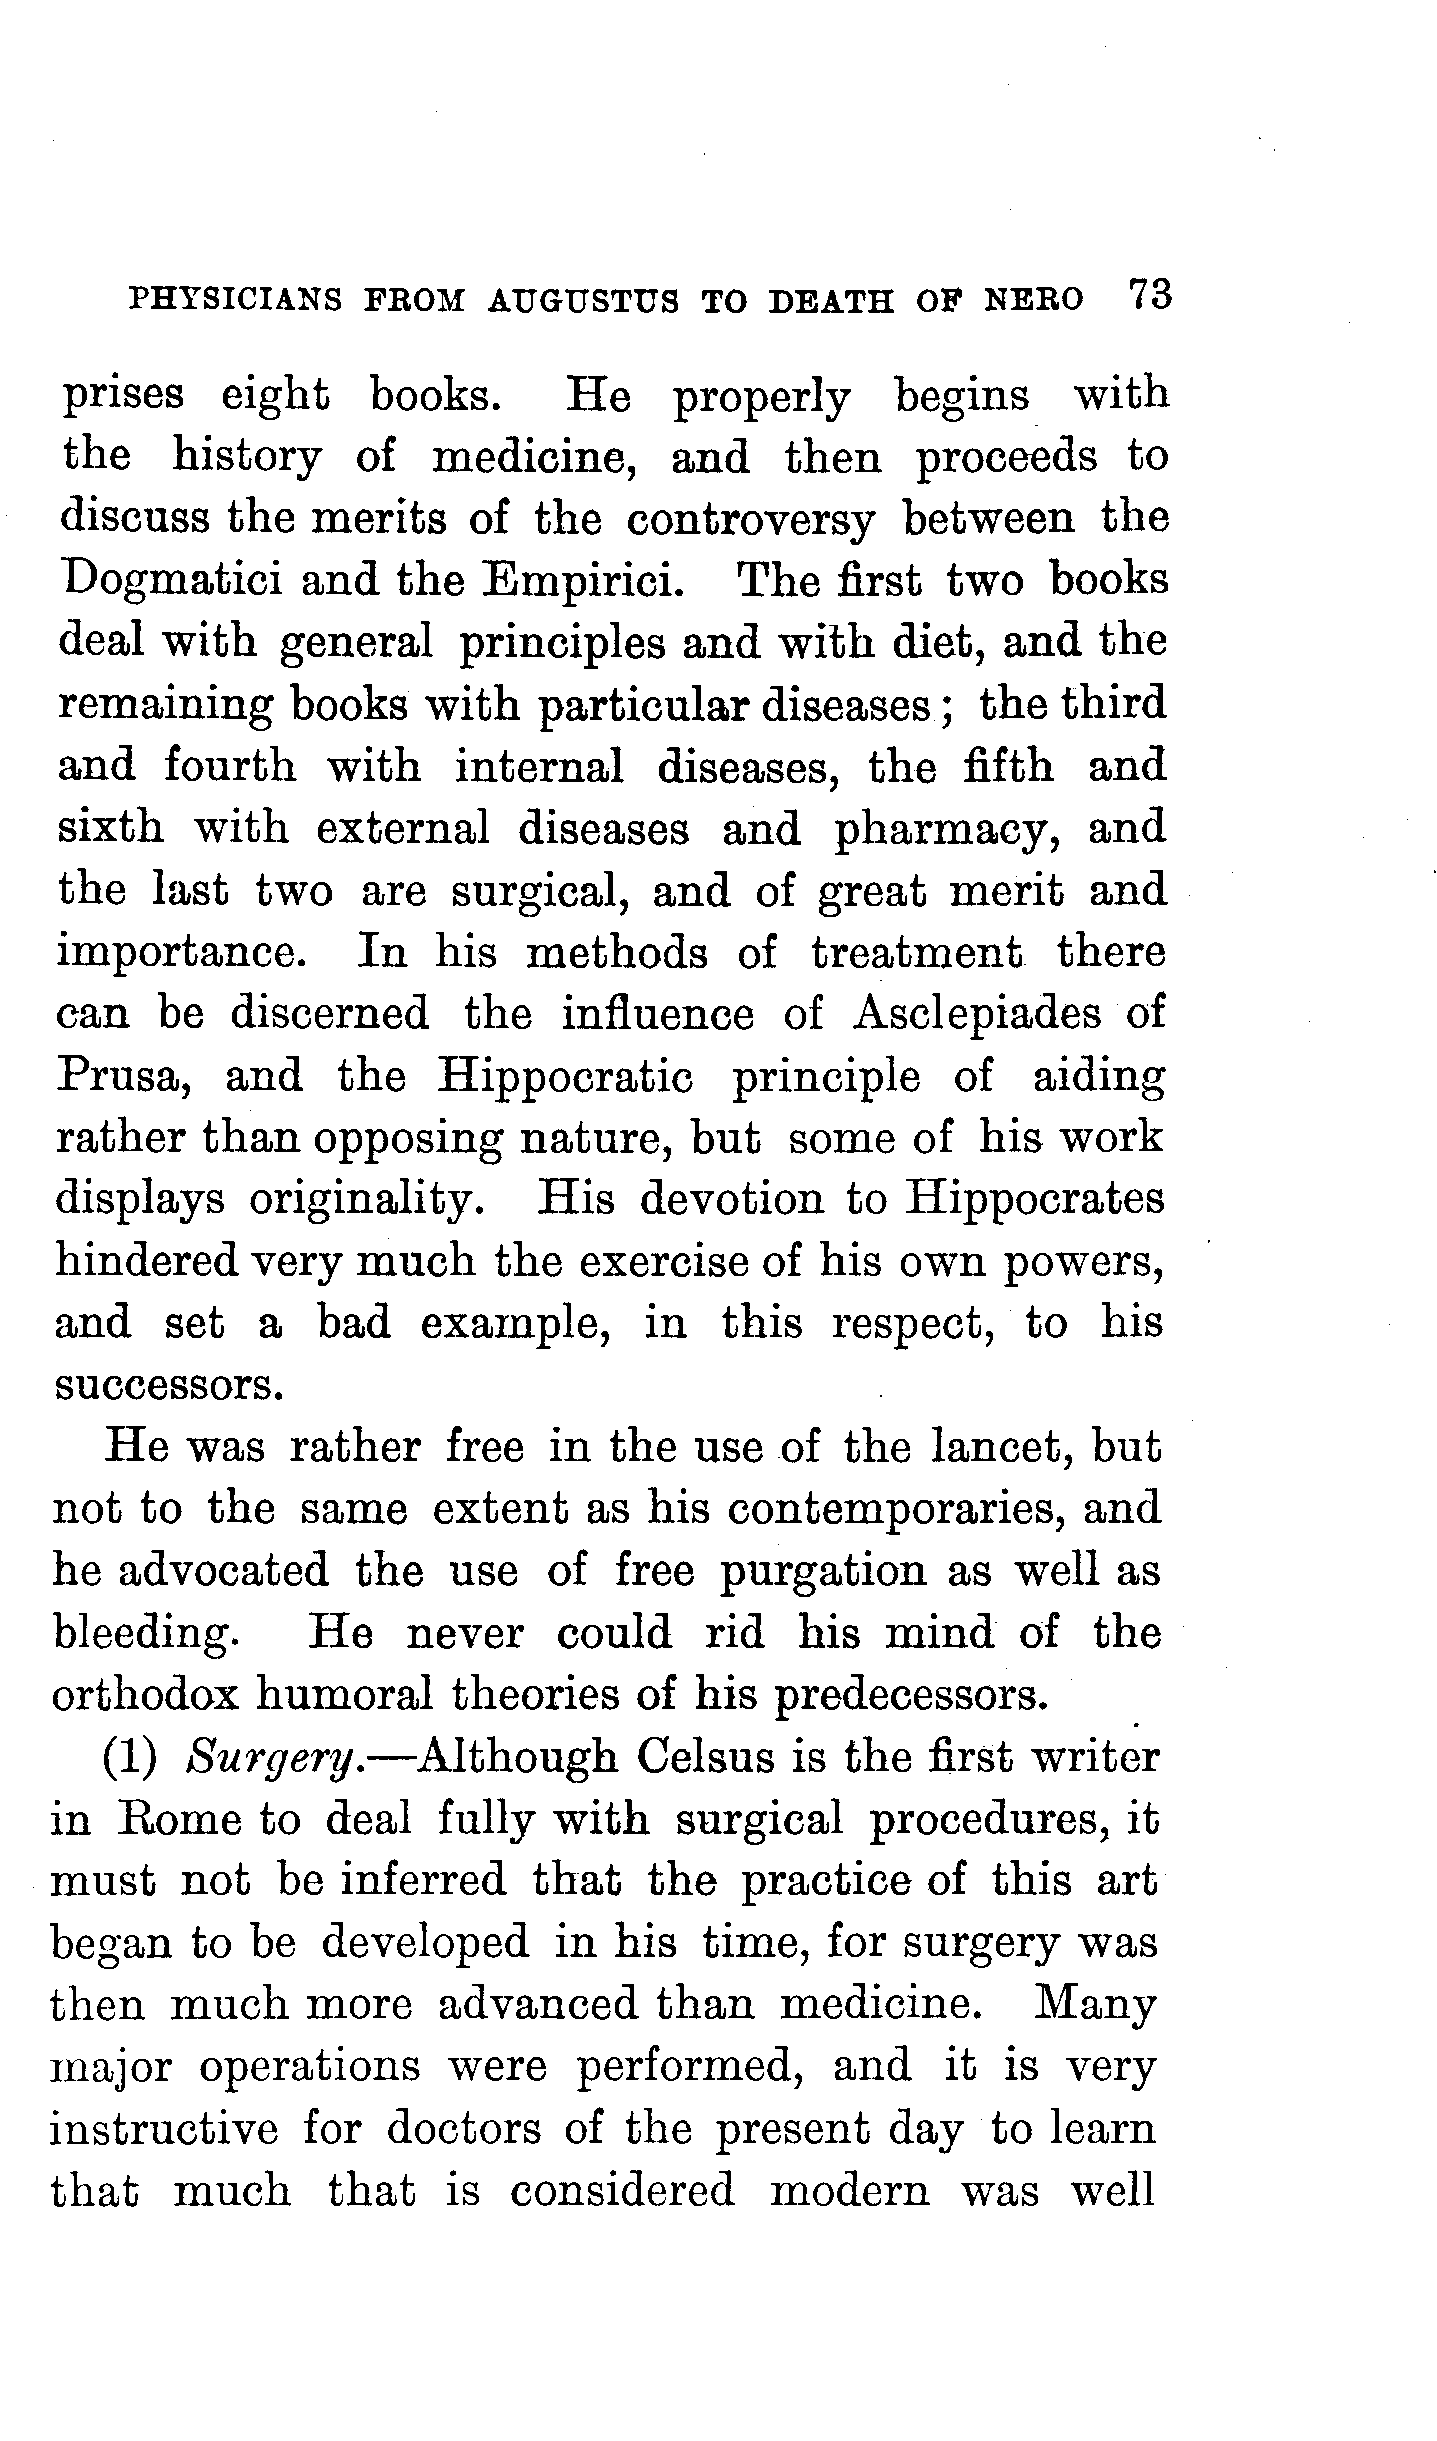 PHYSICIANS FROM AUGUSTUS TO DEATH OF NERO 73
prises eight books. He properly begins with
the history of medicine, and then proceeds to
discuss the merits of the controversy between the
Dogmatici and the Empirici. The first two books
deal with general principles and with diet, and the
remaining books with particular diseases; the third
and fourth with internal diseases, the fifth and
sixth with external diseases and pharmacy, and
the last two are surgical, and of great merit and
importance. In his methods of treatment there
can be discerned the influence of Asclepiades of
Prusa, and the Hippocratic principle of aiding
rather than opposing nature, but some of his work
displays originality. His devotion to Hippocrates
hindered very much the exercise of his own powers,
and set a bad example, in this respect, to his
successors.
He was rather free in the use of the lancet, but
not to the same extent as his contemporaries, and
he advocated the use of free purgation as well as
bleeding. He never could rid his mind of the
orthodox humoral theories of his predecessors.
(1) Surgery.—Although Celsus is the first writer
in Rome to deal fully with surgical procedures, it
must not be inferred that the practice of this art
began to be developed in his time, for surgery was
then much more advanced than medicine. Many
major operations were performed, and it is very
instructive for doctors of the present day to learn
that much that is considered modern was well